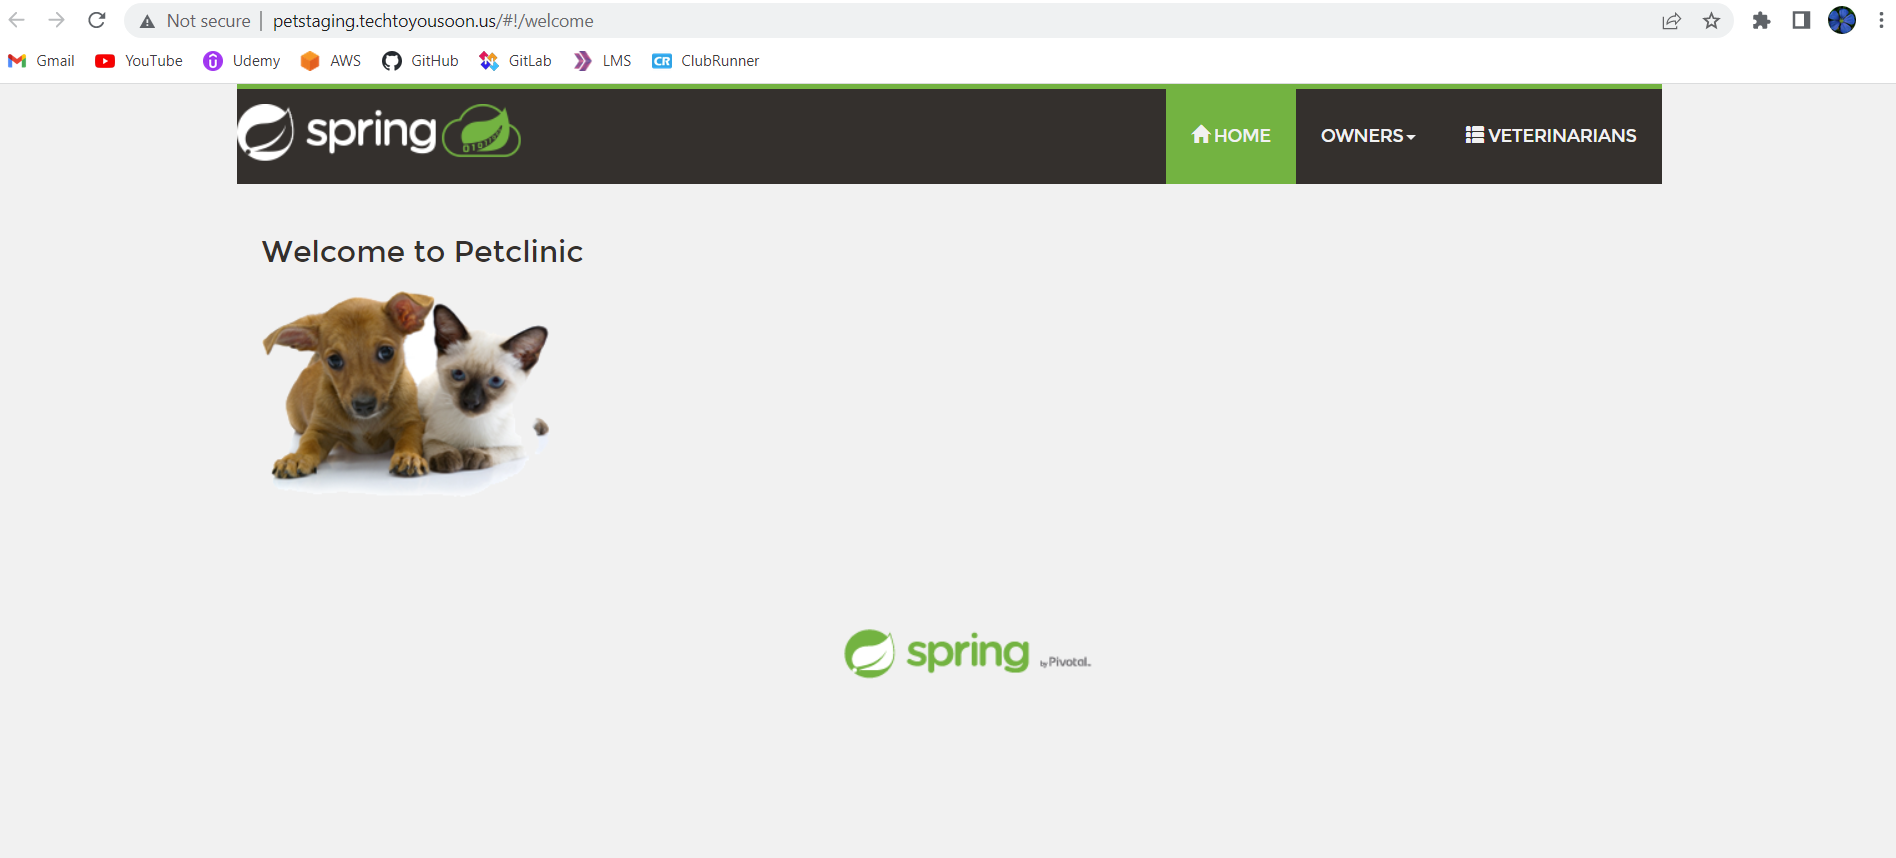 Not secure | petstaging.techtoyousoon.us/#!/welcome
Gmail YouTube Udemy AWS GitHub GitLab LMS CR ClubRunner
spring
HOME OWNERS VETERINARIANS
Welcome to Petclinic
spring by Pivotal